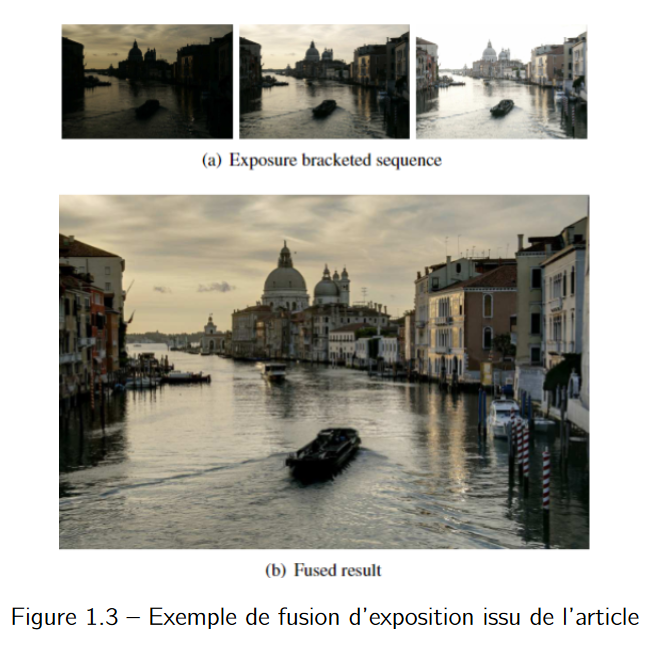 (a) Exposure bracketed sequence
(b) Fused result
Figure 1.3 – Exemple de fusion d'exposition issu de l'article